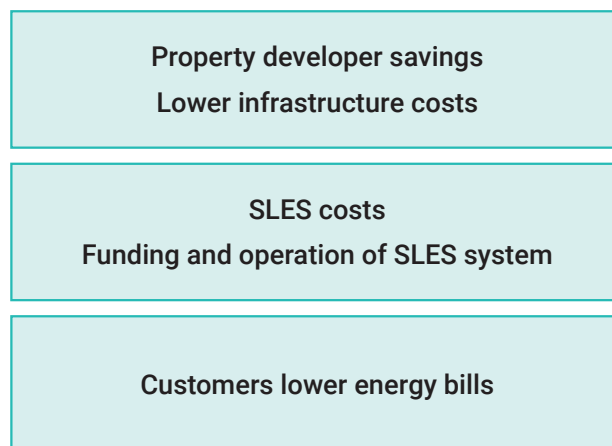 Property developer savings
Lower infrastructure costs
SLES costs
Funding and operation of SLES system
Customers lower energy bills